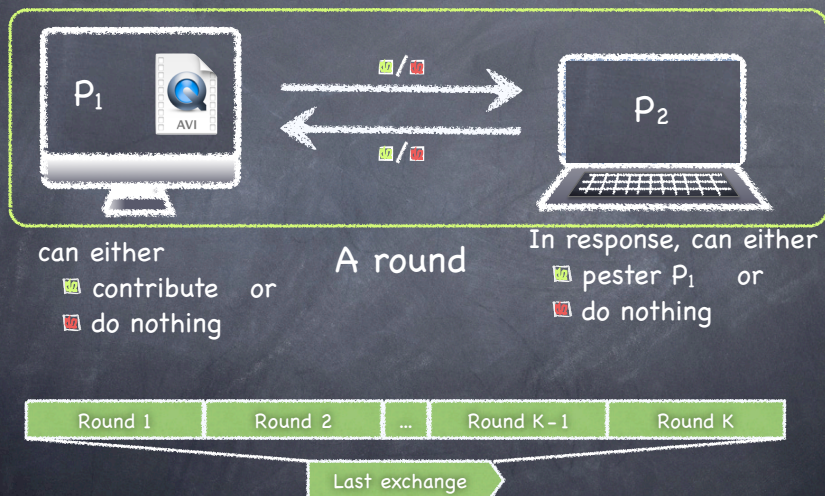 P₁
AVI
P₂
can either
contribute or
do nothing
A round
In response, can either
pester P₁ or
do nothing
Round 1
Round 2
...
Round K-1
Round K
Last exchange